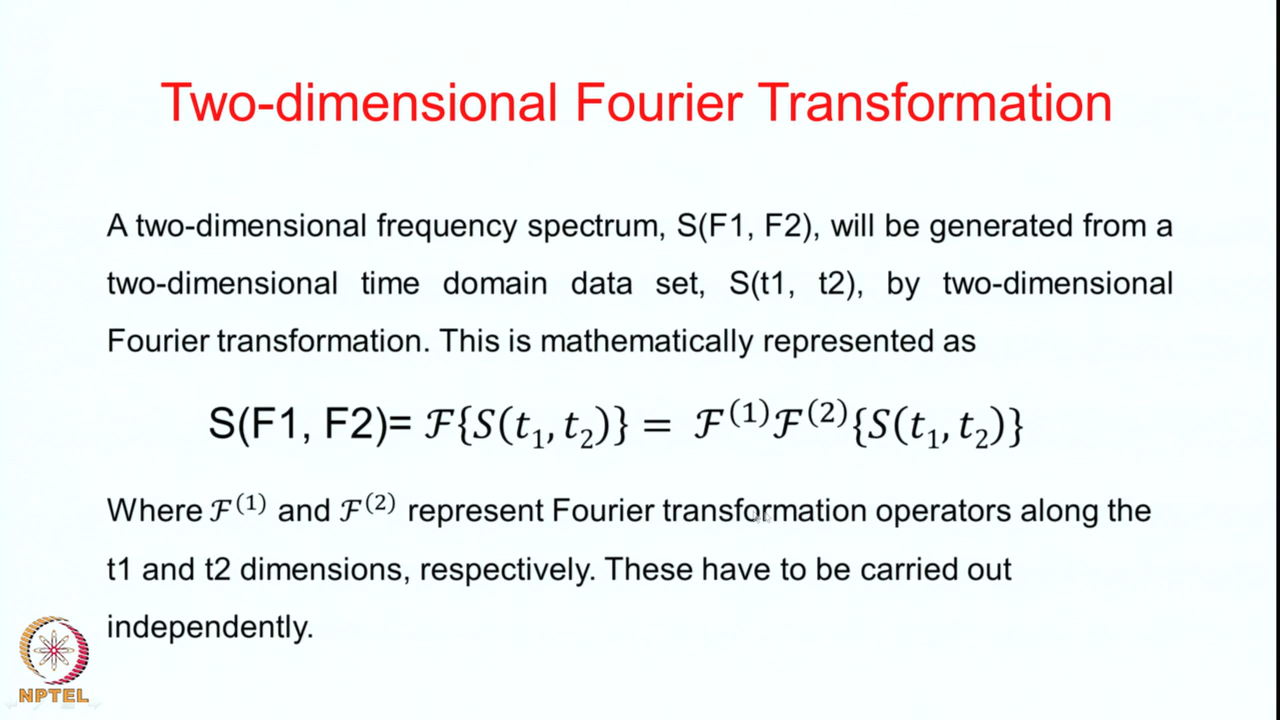 Two-dimensional Fourier Transformation
A two-dimensional frequency spectrum, S(F1, F2), will be generated from a
two-dimensional time domain data set, S(t1, t2), by two-dimensional
Fourier transformation. This is mathematically represented as
S(F1, F2)= ℱ{S(t₁, t₂)} = ℱ⁽¹⁾ℱ⁽²⁾{S(t₁, t₂)}
Where ℱ⁽¹⁾ and ℱ⁽²⁾ represent Fourier transformation operators along the
t1 and t2 dimensions, respectively. These have to be carried out
independently.
NPTEL